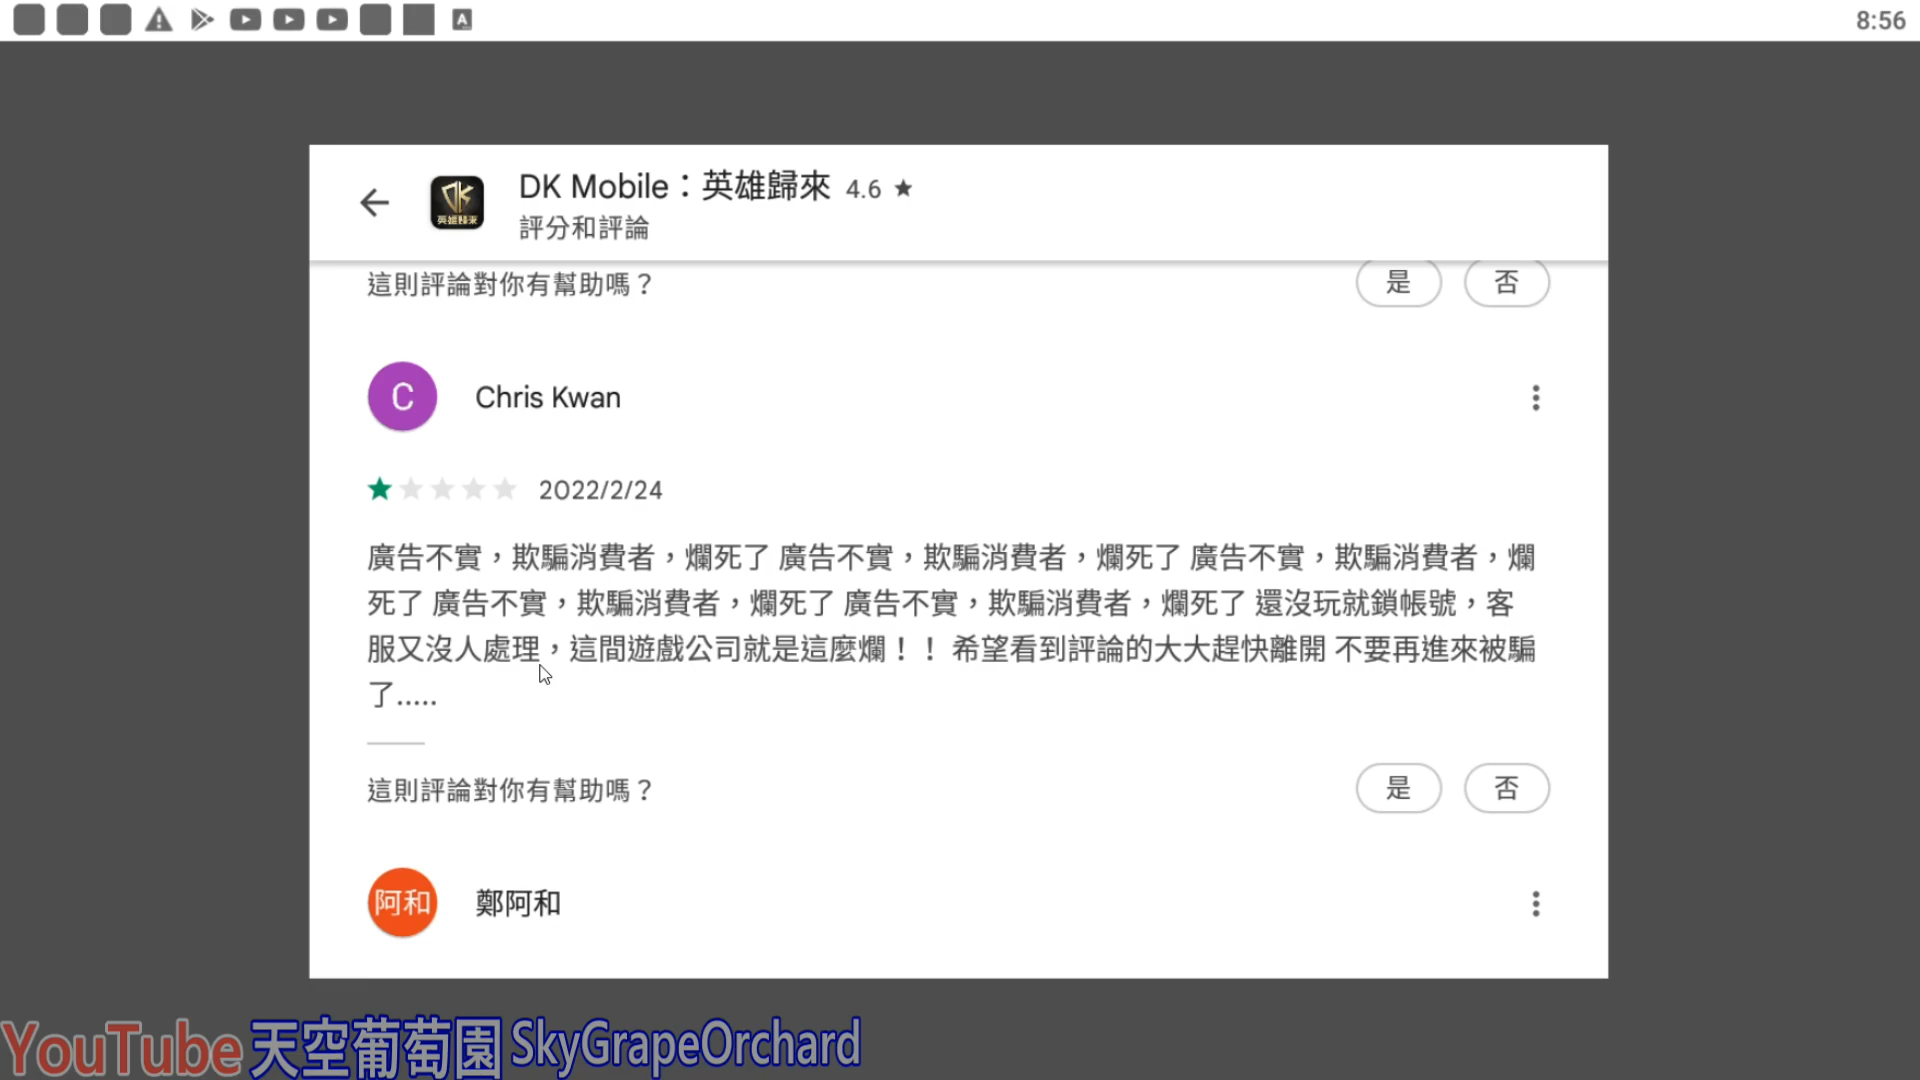 8:56
DK Mobile：英雄歸來 4.6 ★
評分和評論
這則評論對你有幫助嗎？ 是 否
C Chris Kwan
2022/2/24
廣告不實，欺騙消費者，爛死了 廣告不實，欺騙消費者，爛死了 廣告不實，欺騙消費者，爛
死了 廣告不實，欺騙消費者，爛死了 廣告不實，欺騙消費者，爛死了 還沒玩就鎖帳號，客
服又沒人處理，這間遊戲公司就是這麼爛！！ 希望看到評論的大大趕快離開 不要再進來被騙
了.....
這則評論對你有幫助嗎？ 是 否
阿和 鄭阿和
YouTube 天空葡萄園 SkyGrapeOrchard